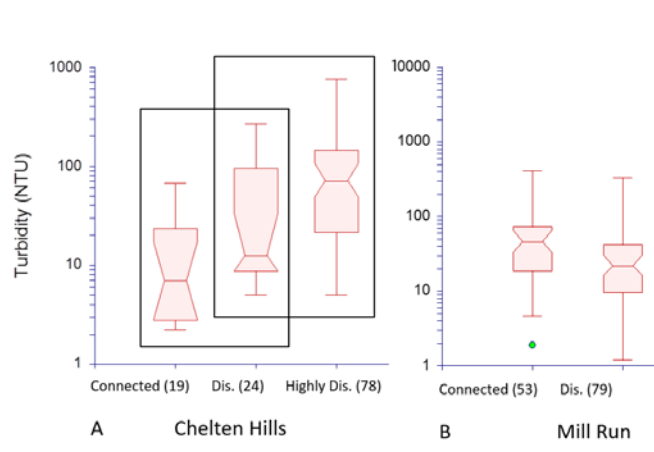 Turbidity (NTU)
1000
100
10
1
Connected (19) Dis. (24) Highly Dis. (78)
A Chelten Hills
10000
1000
100
10
1
Connected (53) Dis. (79)
B Mill Run